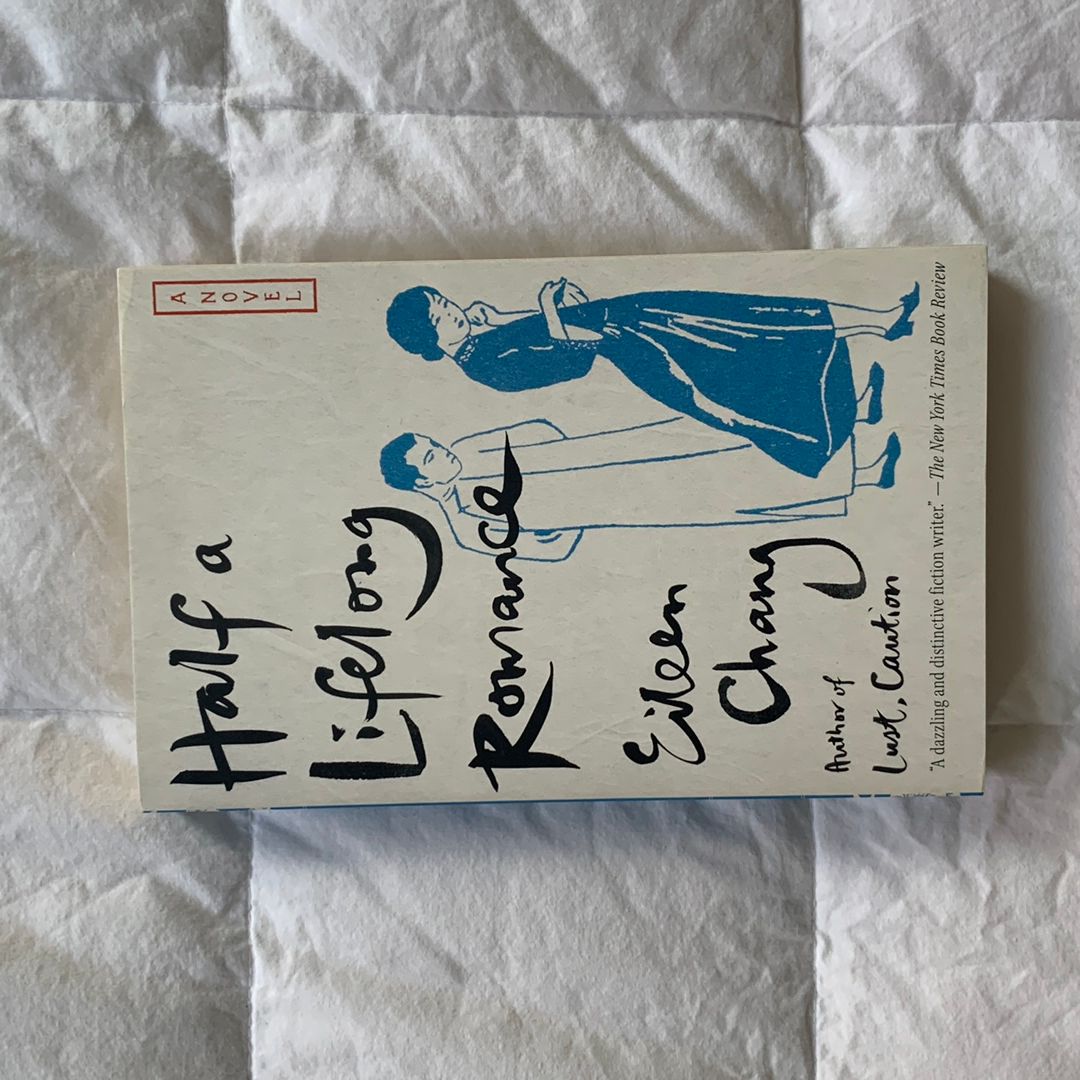 A NOVEL
Half a
Lifelong
Romance
Eileen
Chang
Author of
Lust, Caution
"A dazzling and distinctive fiction writer." —The New York Times Book Review